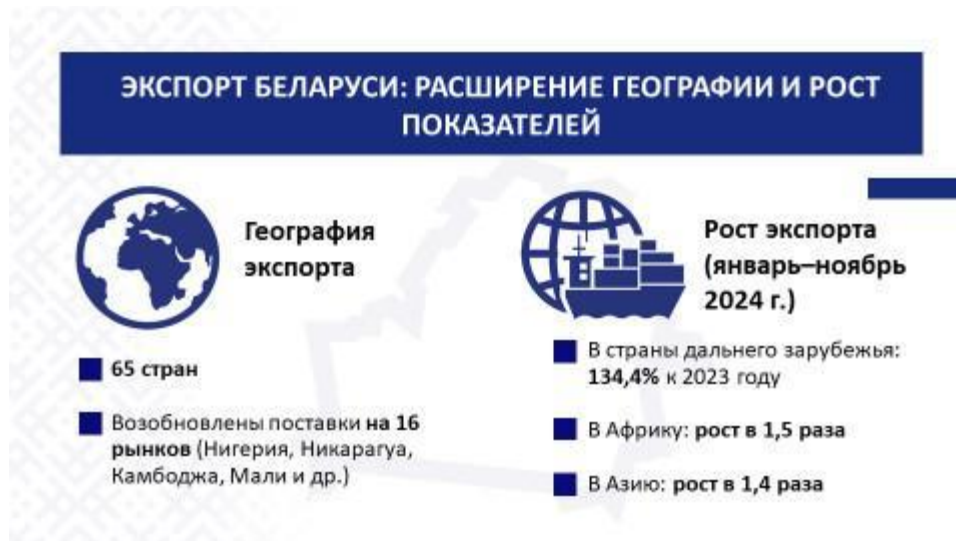 ЭКСПОРТ БЕЛАРУСИ: РАСШИРЕНИЕ ГЕОГРАФИИ И РОСТ
ПОКАЗАТЕЛЕЙ
География
экспорта
65 стран
Возобновлены поставки на 16
рынков (Нигерия, Никарагуа,
Камбоджа, Мали и др.)
Рост экспорта
(январь–ноябрь
2024 г.)
В страны дальнего зарубежья:
134,4% к 2023 году
В Африку: рост в 1,5 раза
В Азию: рост в 1,4 раза